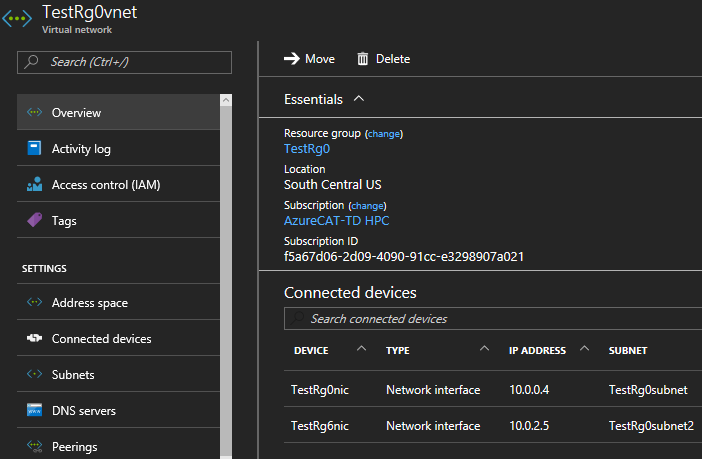 TestRg0vnet
Virtual network
Search (Ctrl+/)
Overview
Activity log
Access control (IAM)
Tags
SETTINGS
Address space
Connected devices
Subnets
DNS servers
Peerings
Move Delete
Essentials
Resource group (change)
TestRg0
Location
South Central US
Subscription (change)
AzureCAT-TD HPC
Subscription ID
f5a67d06-2d09-4090-91cc-e3298907a021
Connected devices
Search connected devices
DEVICE TYPE IP ADDRESS SUBNET
TestRg0nic Network interface 10.0.0.4 TestRg0subnet
TestRg6nic Network interface 10.0.2.5 TestRg0subnet2